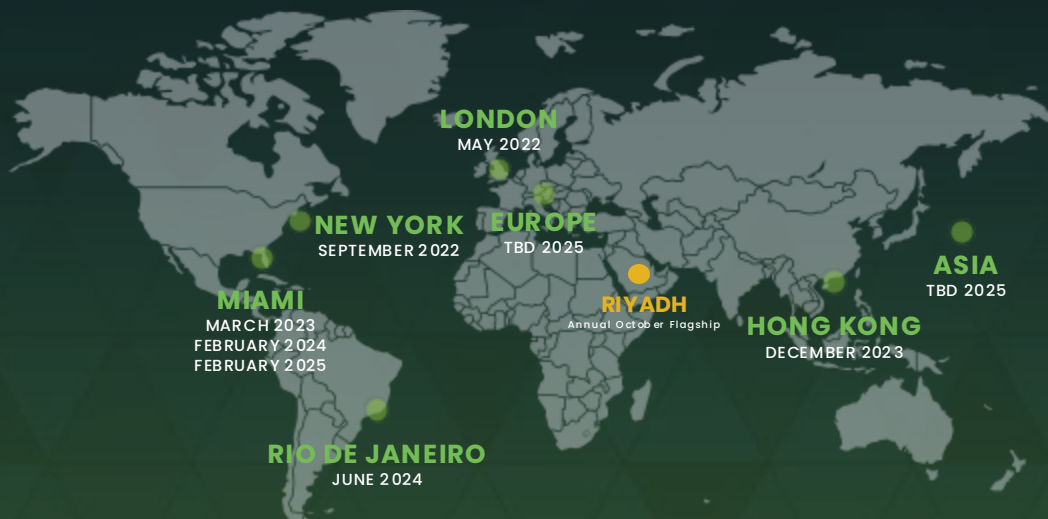 LONDON
MAY 2022
NEW YORK
SEPTEMBER 2022
EUROPE
TBD 2025
ASIA
TBD 2025
MIAMI
MARCH 2023
FEBRUARY 2024
FEBRUARY 2025
RIYADH
Annual October Flagship
HONG KONG
DECEMBER 2023
RIO DE JANEIRO
JUNE 2024